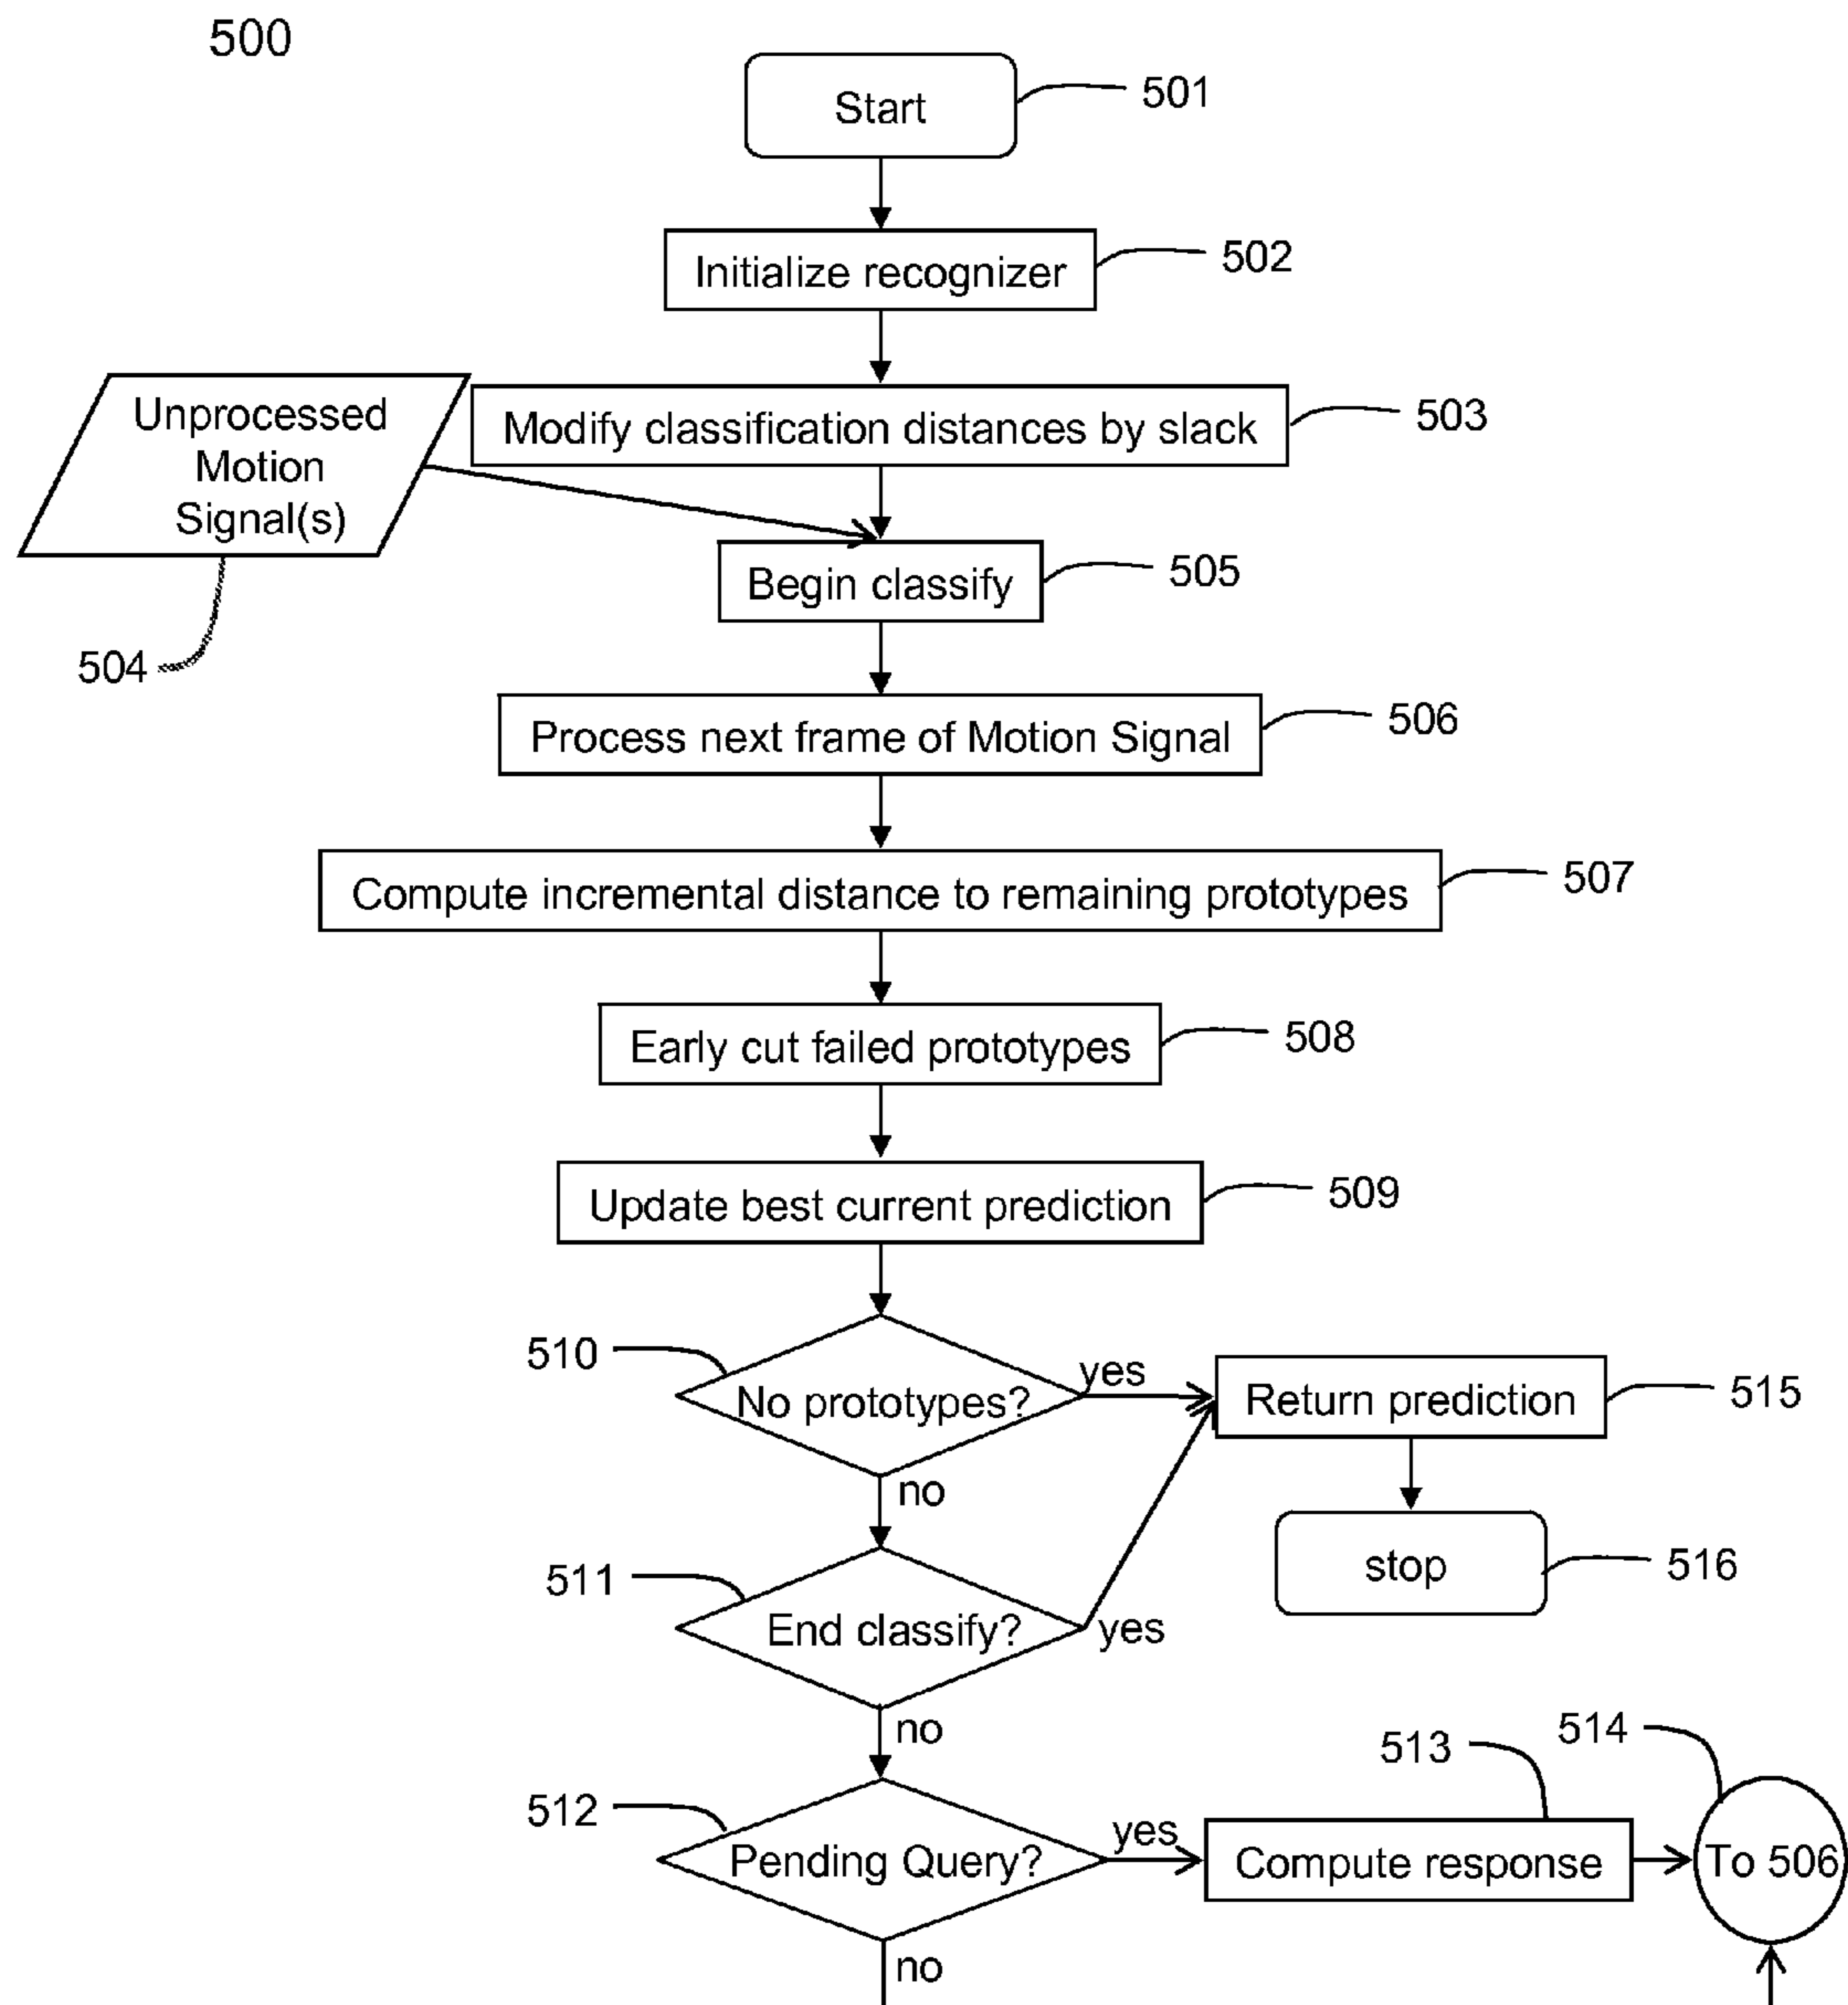 500
Start
501
Initialize recognizer
502
Unprocessed
Motion
Signal(s)
504
Modify classification distances by slack
503
Begin classify
505
Process next frame of Motion Signal
506
Compute incremental distance to remaining prototypes
507
Early cut failed prototypes
508
Update best current prediction
509
510
No prototypes?
yes
Return prediction
515
no
stop
516
511
End classify?
yes
no
512
Pending Query?
yes
513
Compute response
514
To 506
no